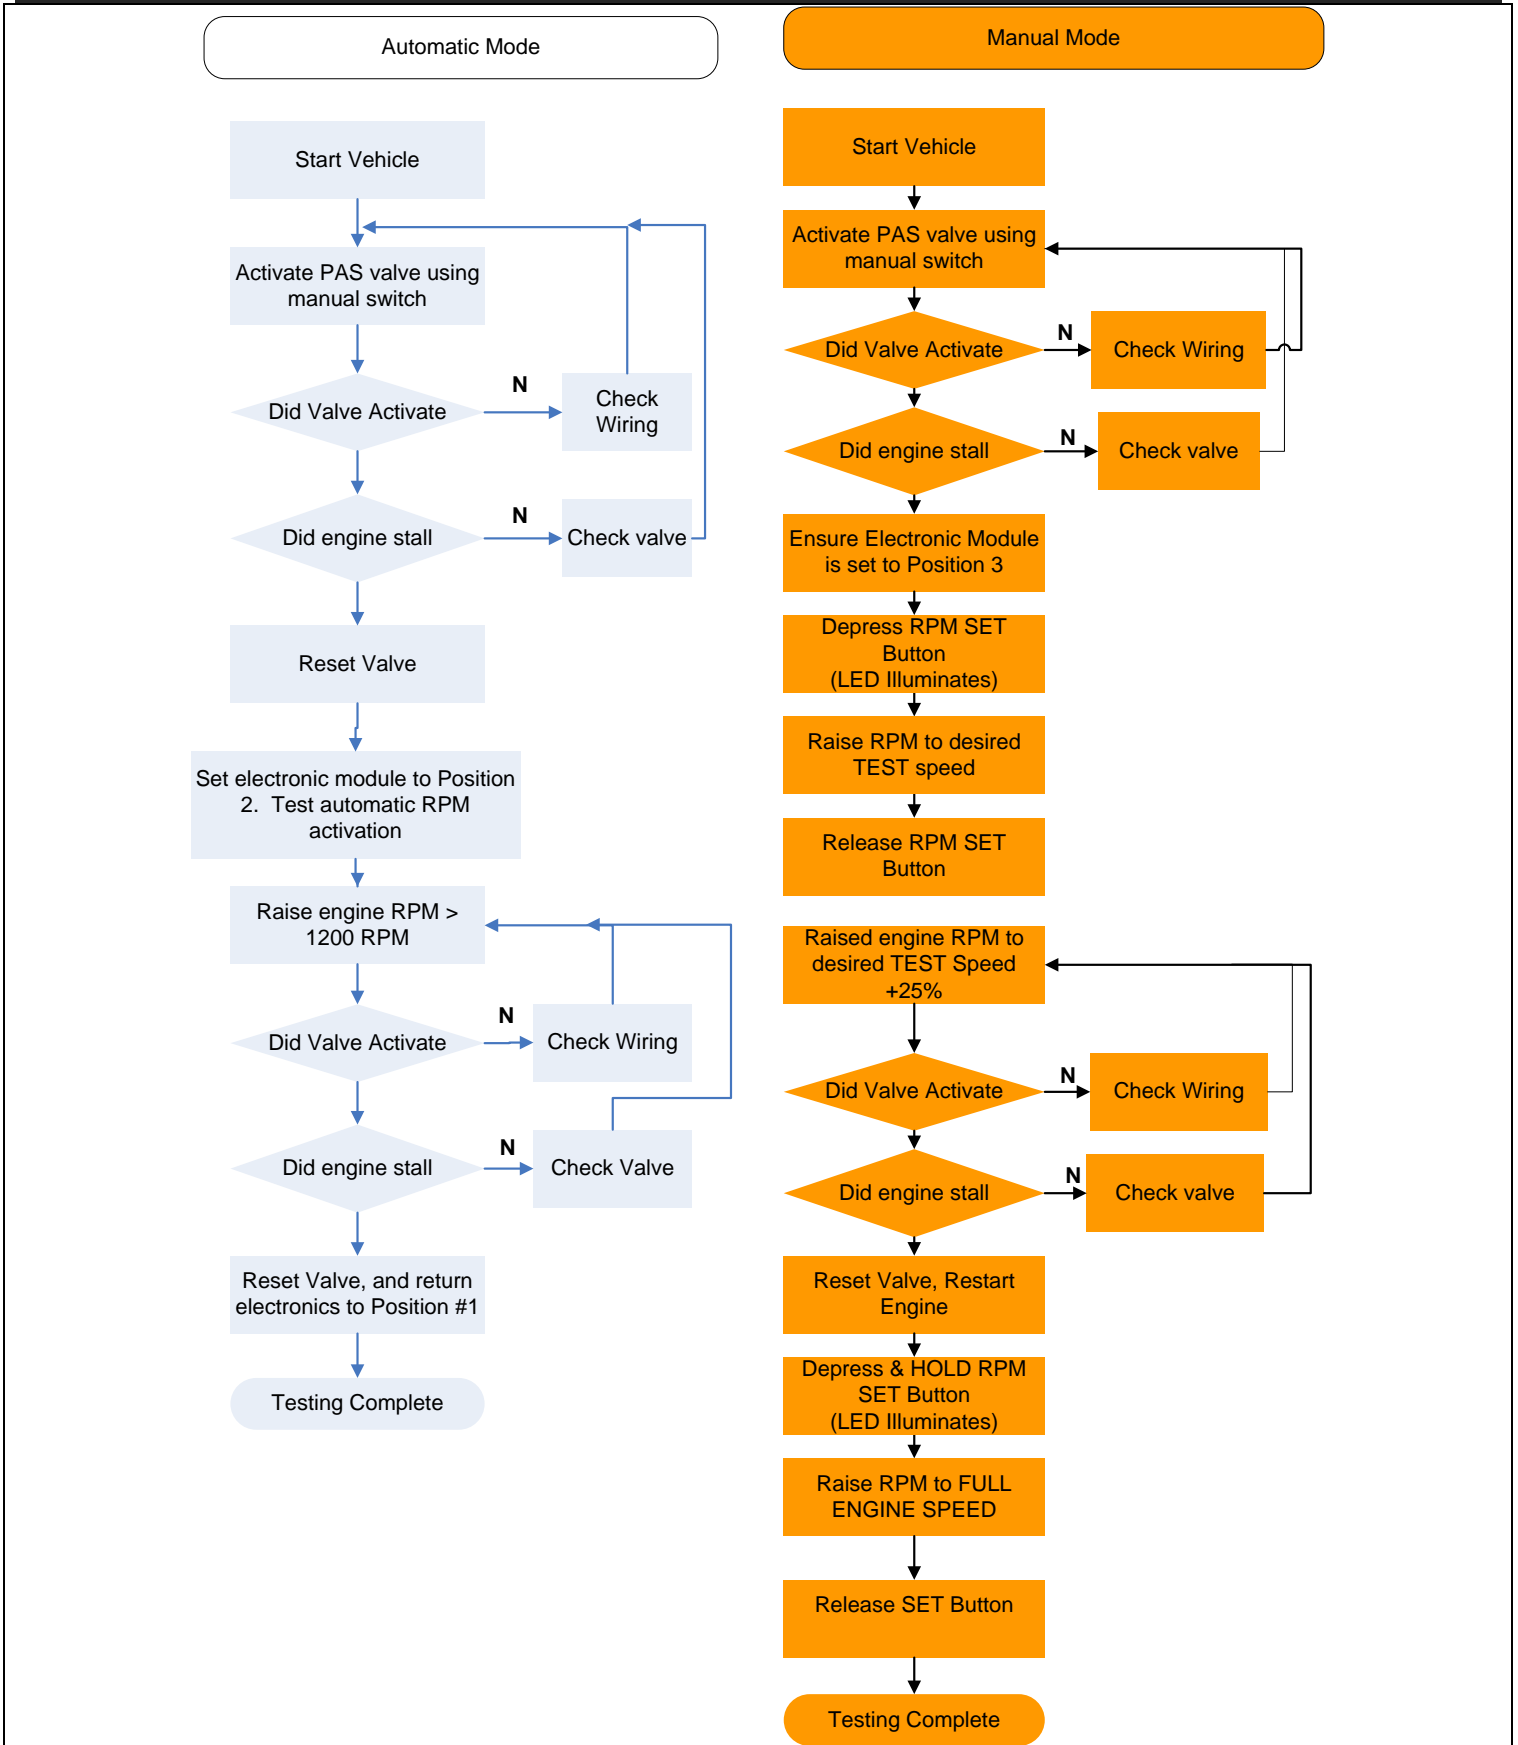 Automatic Mode
Start Vehicle
Activate PAS valve using
manual switch
Did Valve Activate
N
Check
Wiring
Did engine stall
N
Check valve
Reset Valve
Set electronic module to Position
2.  Test automatic RPM
activation
Raise engine RPM >
1200 RPM
Did Valve Activate
N
Check Wiring
Did engine stall
N
Check Valve
Reset Valve, and return
electronics to Position #1
Testing Complete
Manual Mode
Start Vehicle
Activate PAS valve using
manual switch
Did Valve Activate
N
Check Wiring
Did engine stall
N
Check valve
Ensure Electronic Module
is set to Position 3
Depress RPM SET
Button
(LED Illuminates)
Raise RPM to desired
TEST speed
Release RPM SET
Button
Raised engine RPM to
desired TEST Speed
+25%
Did Valve Activate
N
Check Wiring
Did engine stall
N
Check valve
Reset Valve, Restart
Engine
Depress & HOLD RPM
SET Button
(LED Illuminates)
Raise RPM to FULL
ENGINE SPEED
Release SET Button
Testing Complete